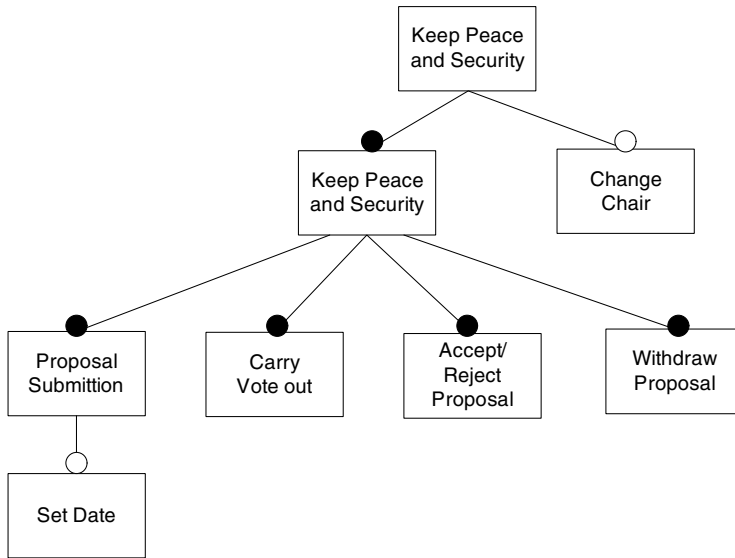 Keep Peace
and Security
Keep Peace
and Security
Change
Chair
Proposal
Submittion
Carry
Vote out
Accept/
Reject
Proposal
Withdraw
Proposal
Set Date